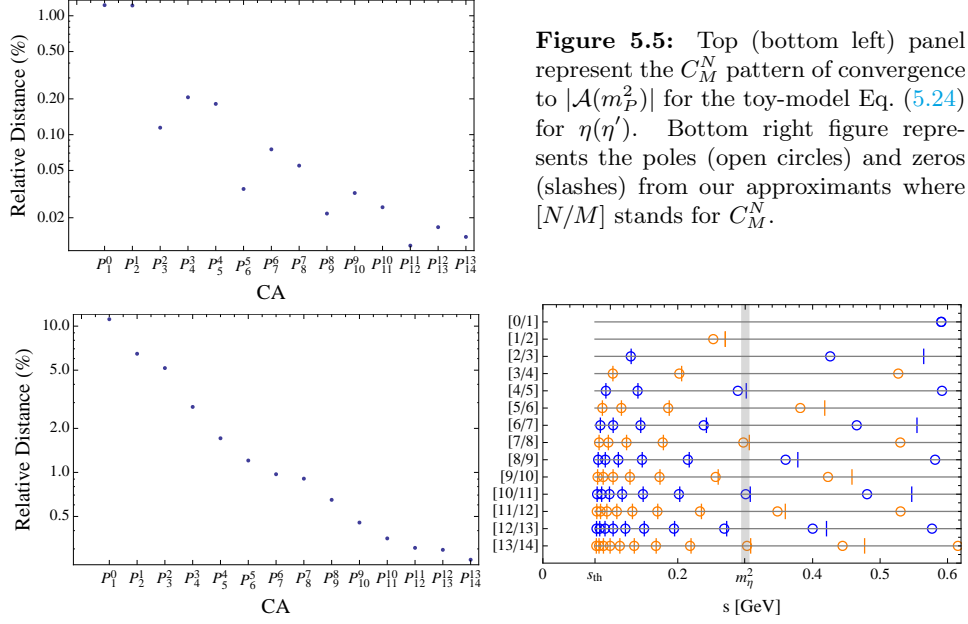 1.00
0.50
0.20
0.10
0.05
0.02
Relative Distance (%)
P_1^0 P_2^1 P_3^2 P_4^3 P_5^4 P_6^5 P_7^6 P_8^7 P_9^8 P_10^9 P_11^10 P_12^11 P_13^12 P_14^13
CA
Figure 5.5: Top (bottom left) panel
represent the C_M^N pattern of convergence
to |𝒜(m_P^2)| for the toy-model Eq. (5.24)
for η(η′). Bottom right figure repre-
sents the poles (open circles) and zeros
(slashes) from our approximants where
[N/M] stands for C_M^N.
10.0
5.0
1.0
0.5
Relative Distance (%)
P_1^0 P_2^1 P_3^2 P_4^3 P_5^4 P_6^5 P_7^6 P_8^7 P_9^8 P_10^9 P_11^10 P_12^11 P_13^12 P_14^13
CA
[0/1]
[1/2]
[2/3]
[3/4]
[4/5]
[5/6]
[6/7]
[7/8]
[8/9]
[9/10]
[10/11]
[11/12]
[12/13]
[13/14]
0 s_th 0.2 m_η^2 0.4 0.5 0.6
s [GeV]